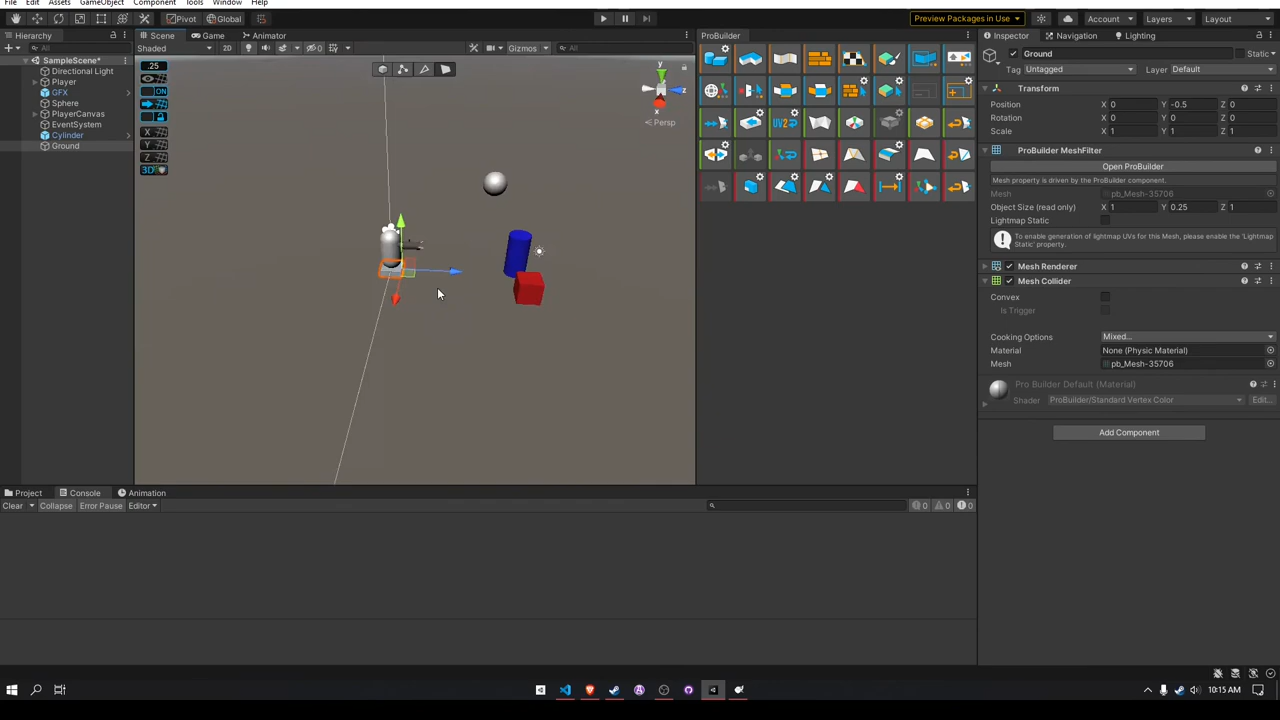 File Edit Assets GameObject Component Tools Window Help
Pivot Global Preview Packages in Use Account Layers Layout
Hierarchy Scene Game Animator ProBuilder Inspector Navigation Lighting
All Shaded 2D 0 Gizmos All
SampleScene*
Directional Light
Player
GFX
Sphere
PlayerCanvas
EventSystem
Cylinder
Ground
.25
ON
X
Y
Z
3D
y
z
x
Persp
UV2
Ground Static
Tag Untagged Layer Default
Transform
Position X 0 Y -0.5 Z 0
Rotation X 0 Y 0 Z 0
Scale X 1 Y 1 Z 1
ProBuilder MeshFilter
Open ProBuilder
Mesh property is driven by the ProBuilder component.
Mesh pb_Mesh-35706
Object Size (read only) X 1 Y 0.25 Z 1
Lightmap Static
To enable generation of lightmap UVs for this Mesh, please enable the 'Lightmap
Static' property.
Mesh Renderer
Mesh Collider
Convex
Is Trigger
Cooking Options Mixed...
Material None (Physic Material)
Mesh pb_Mesh-35706
Pro Builder Default (Material)
Shader ProBuilder/Standard Vertex Color Edit...
Add Component
Project Console Animation
Clear Collapse Error Pause Editor 0 0 0
10:15 AM